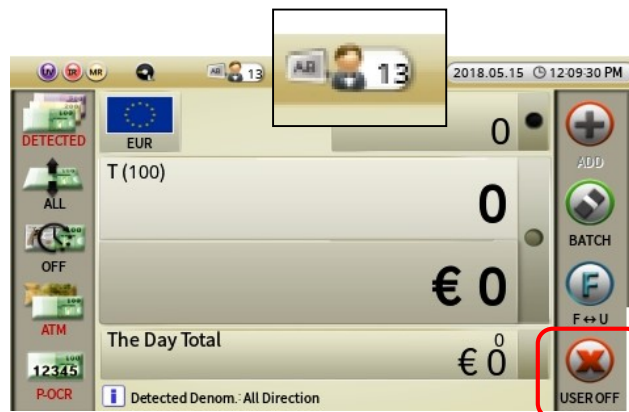 AB 13
UV IR MR AB 13 2018.05.15 12:09:30 PM
DETECTED
EUR
0
ADD
T (100)
ALL
0
BATCH
OFF
€ 0
F
F ↔ U
ATM
The Day Total
0
€ 0
X
12345
P-OCR
i Detected Denom.: All Direction
USER OFF